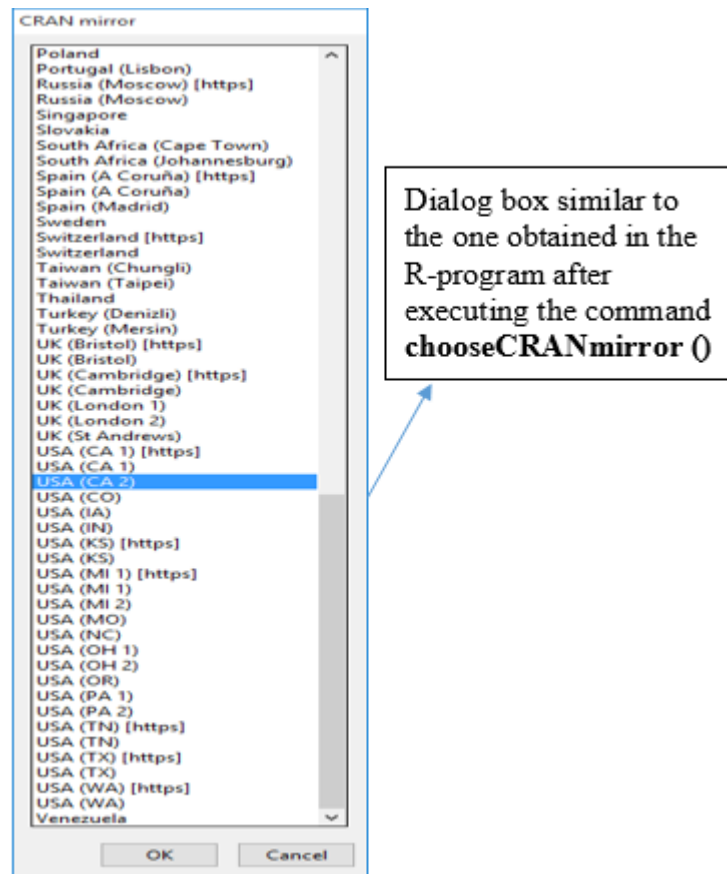 CRAN mirror
Poland
Portugal (Lisbon)
Russia (Moscow) [https]
Russia (Moscow)
Singapore
Slovakia
South Africa (Cape Town)
South Africa (Johannesburg)
Spain (A Coruña) [https]
Spain (A Coruña)
Spain (Madrid)
Sweden
Switzerland [https]
Switzerland
Taiwan (Chungli)
Taiwan (Taipei)
Thailand
Turkey (Denizli)
Turkey (Mersin)
UK (Bristol) [https]
UK (Bristol)
UK (Cambridge) [https]
UK (Cambridge)
UK (London 1)
UK (London 2)
UK (St Andrews)
USA (CA 1) [https]
USA (CA 1)
USA (CA 2)
USA (CO)
USA (IA)
USA (IN)
USA (KS) [https]
USA (KS)
USA (MI 1) [https]
USA (MI 1)
USA (MI 2)
USA (MO)
USA (NC)
USA (OH 1)
USA (OH 2)
USA (OR)
USA (PA 1)
USA (PA 2)
USA (TN) [https]
USA (TN)
USA (TX) [https]
USA (TX)
USA (WA) [https]
USA (WA)
Venezuela
OK Cancel
Dialog box similar to
the one obtained in the
R-program after
executing the command
chooseCRANmirror ()